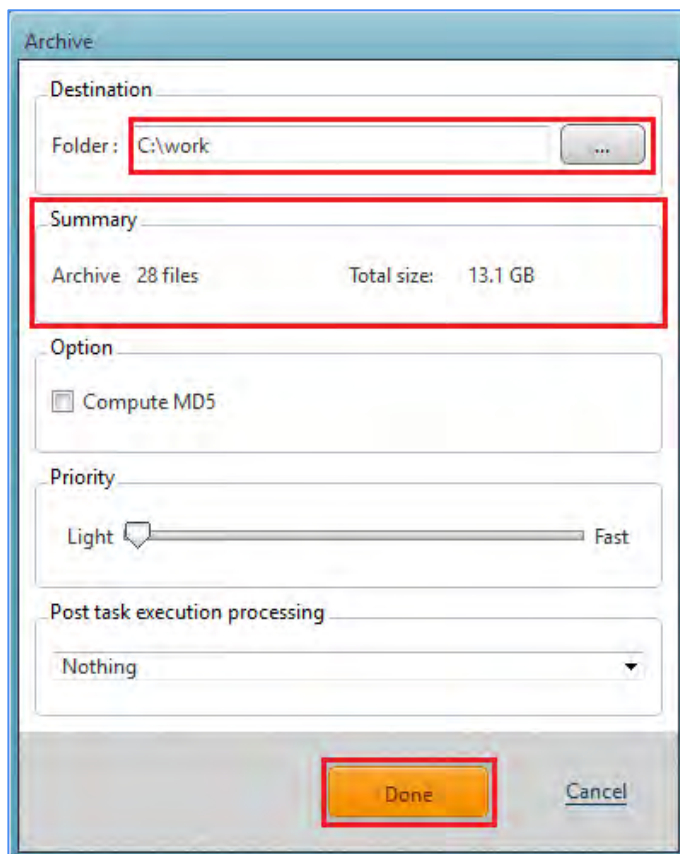 Archive
Destination
Folder : C:\work ...
Summary
Archive 28 files Total size: 13.1 GB
Option
Compute MD5
Priority
Light Fast
Post task execution processing
Nothing
Done Cancel